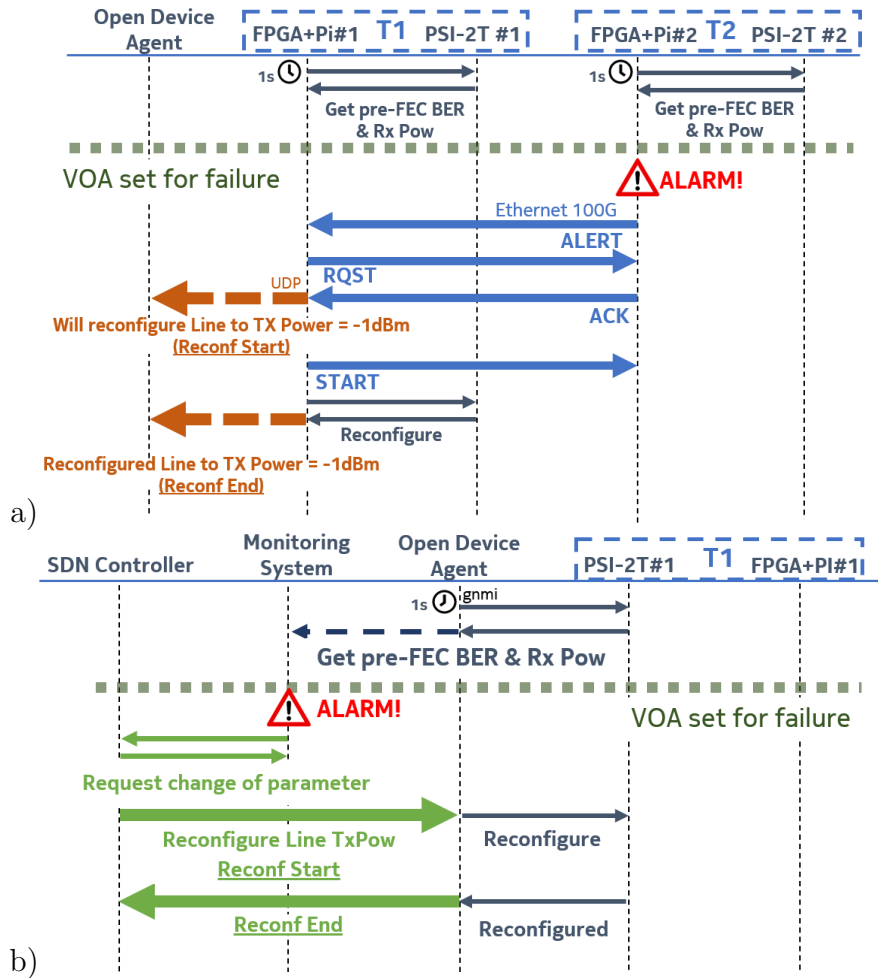 Open Device
Agent
FPGA+Pi#1 T1 PSI-2T #1
FPGA+Pi#2 T2 PSI-2T #2
1s
Get pre-FEC BER
& Rx Pow
1s
Get pre-FEC BER
& Rx Pow
VOA set for failure
ALARM!
Ethernet 100G
ALERT
RQST
UDP
ACK
Will reconfigure Line to TX Power = -1dBm
(Reconf Start)
START
Reconfigure
Reconfigured Line to TX Power = -1dBm
(Reconf End)
a)
SDN Controller
Monitoring
System
Open Device
Agent
PSI-2T#1 T1 FPGA+PI#1
1s
gnmi
Get pre-FEC BER & Rx Pow
ALARM!
VOA set for failure
Request change of parameter
Reconfigure Line TxPow
Reconf Start
Reconfigure
Reconf End
Reconfigured
b)